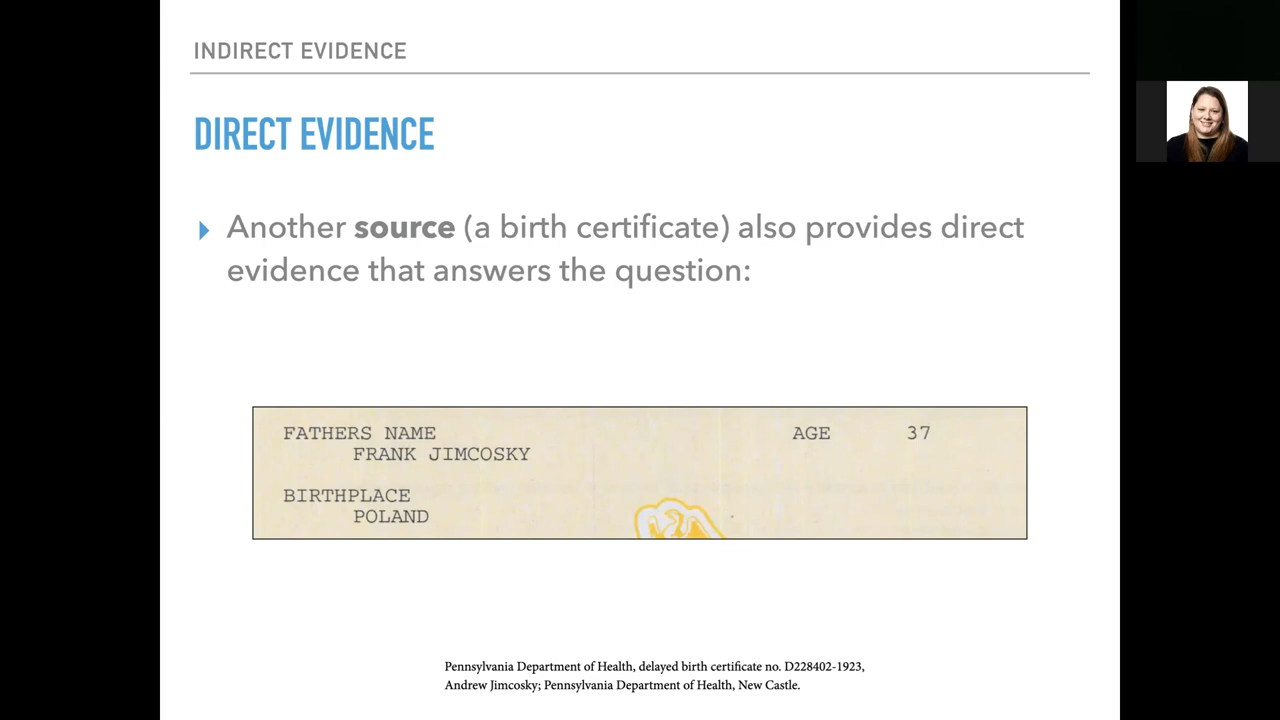 INDIRECT EVIDENCE
DIRECT EVIDENCE
Another source (a birth certificate) also provides direct
evidence that answers the question:
FATHERS NAME AGE 37
FRANK JIMCOSKY
BIRTHPLACE
POLAND
Pennsylvania Department of Health, delayed birth certificate no. D228402-1923,
Andrew Jimcosky; Pennsylvania Department of Health, New Castle.